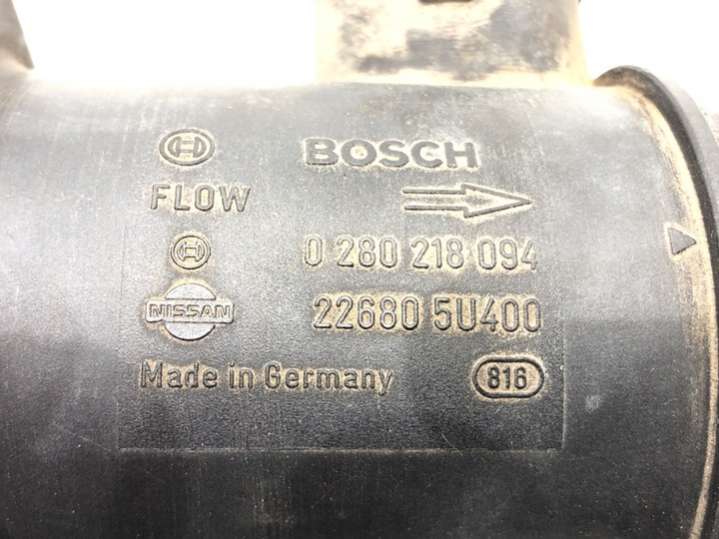 BOSCH
FLOW
0 280 218 094
NISSAN 22680 5U400
Made in Germany 816